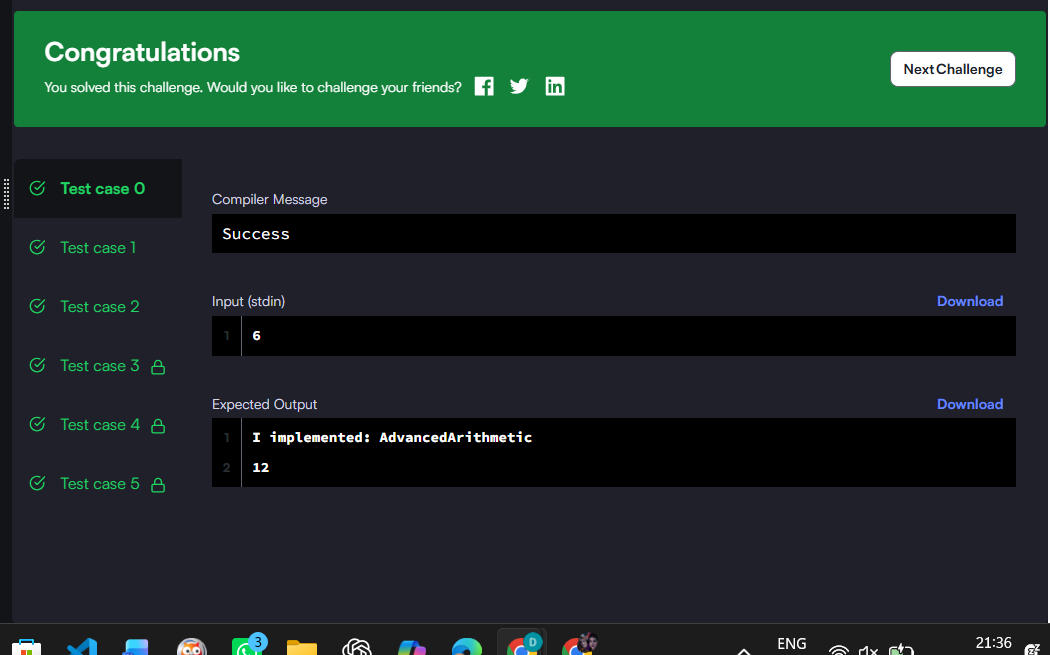 Congratulations
You solved this challenge. Would you like to challenge your friends?
Next Challenge
Test case 0
Test case 1
Test case 2
Test case 3
Test case 4
Test case 5
Compiler Message
Success
Input (stdin)
Download
1 6
Expected Output
Download
1 I implemented: AdvancedArithmetic
2 12
3
D
ENG
21:36